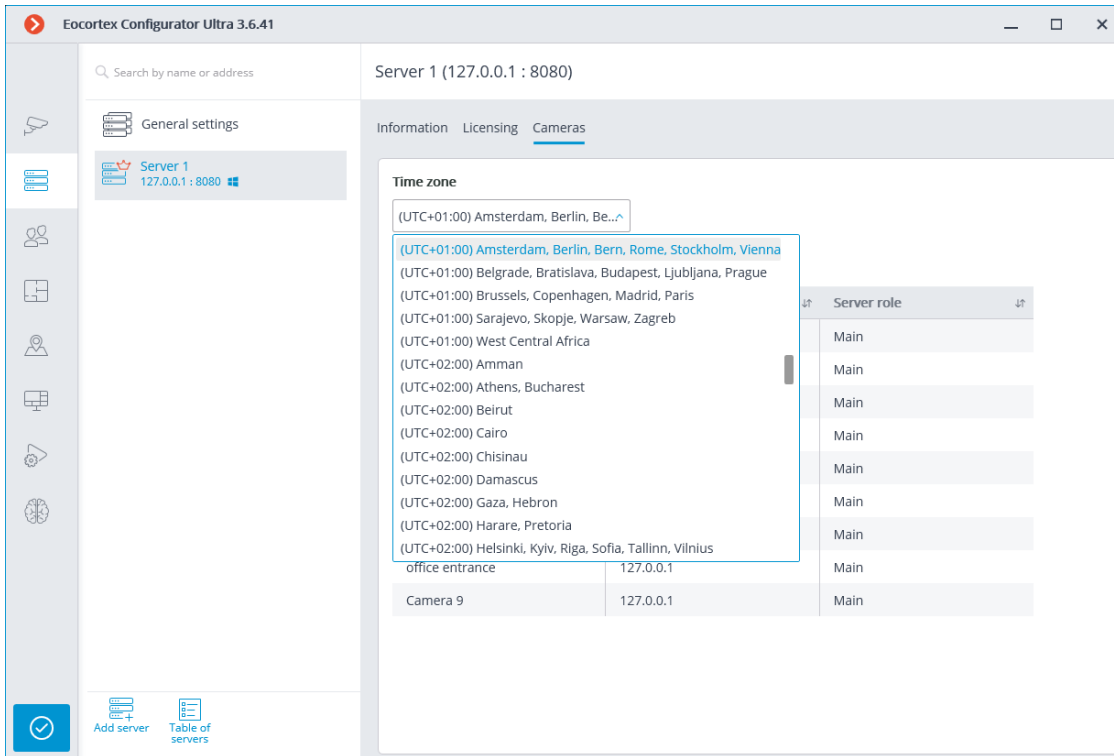 Eocortex Configurator Ultra 3.6.41
Search by name or address
General settings
Server 1
127.0.0.1 : 8080
Add server
Table of
servers
Server 1 (127.0.0.1 : 8080)
Information Licensing Cameras
Time zone
(UTC+01:00) Amsterdam, Berlin, Be...
(UTC+01:00) Amsterdam, Berlin, Bern, Rome, Stockholm, Vienna
(UTC+01:00) Belgrade, Bratislava, Budapest, Ljubljana, Prague
(UTC+01:00) Brussels, Copenhagen, Madrid, Paris
(UTC+01:00) Sarajevo, Skopje, Warsaw, Zagreb
(UTC+01:00) West Central Africa
(UTC+02:00) Amman
(UTC+02:00) Athens, Bucharest
(UTC+02:00) Beirut
(UTC+02:00) Cairo
(UTC+02:00) Chisinau
(UTC+02:00) Damascus
(UTC+02:00) Gaza, Hebron
(UTC+02:00) Harare, Pretoria
(UTC+02:00) Helsinki, Kyiv, Riga, Sofia, Tallinn, Vilnius
Server role
Main
Main
Main
Main
Main
Main
Main
office entrance 127.0.0.1 Main
Camera 9 127.0.0.1 Main